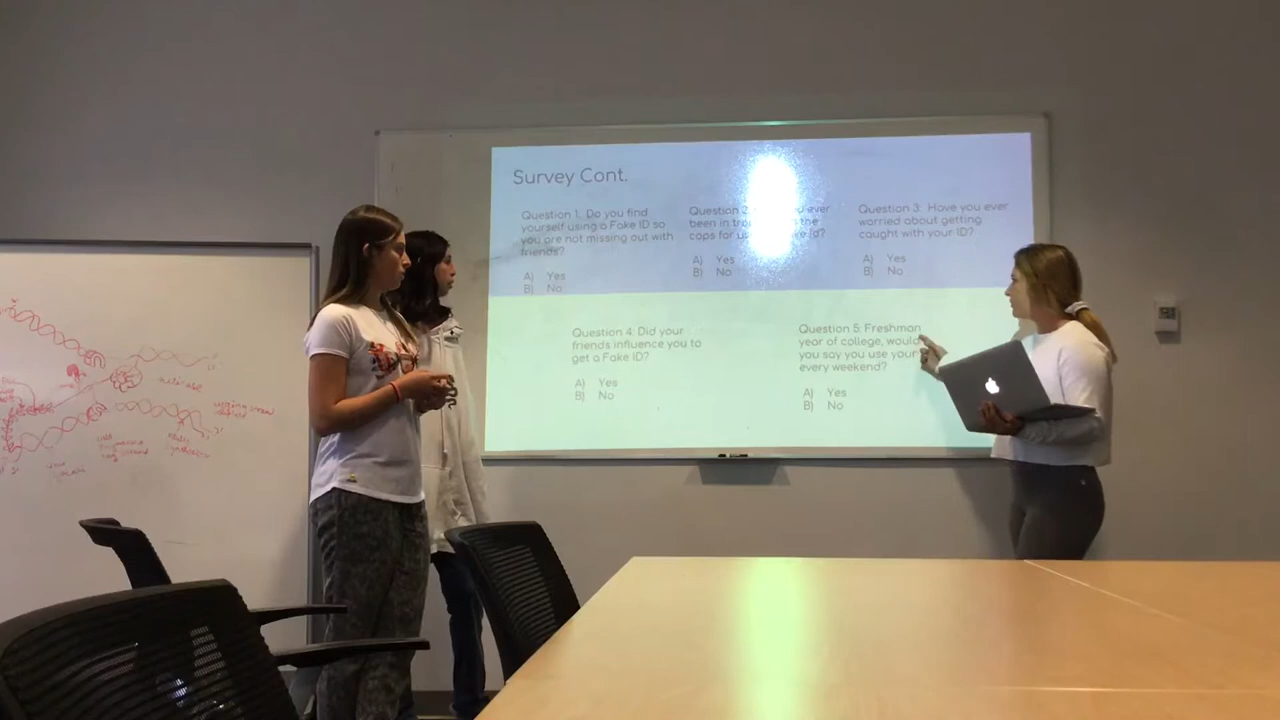 Survey Cont.
Question 1: Do you find
yourself using a Fake ID so
you are not missing out with
friends?
A) Yes
B) No
Question 2: ever
been in the
cops for Id?
A) Yes
B) No
Question 3: Have you ever
worried about getting
caught with your ID?
A) Yes
B) No
Question 4: Did your
friends influence you to
get a Fake ID?
A) Yes
B) No
Question 5: Freshman
year of college, would
you say you use your
every weekend?
A) Yes
B) No